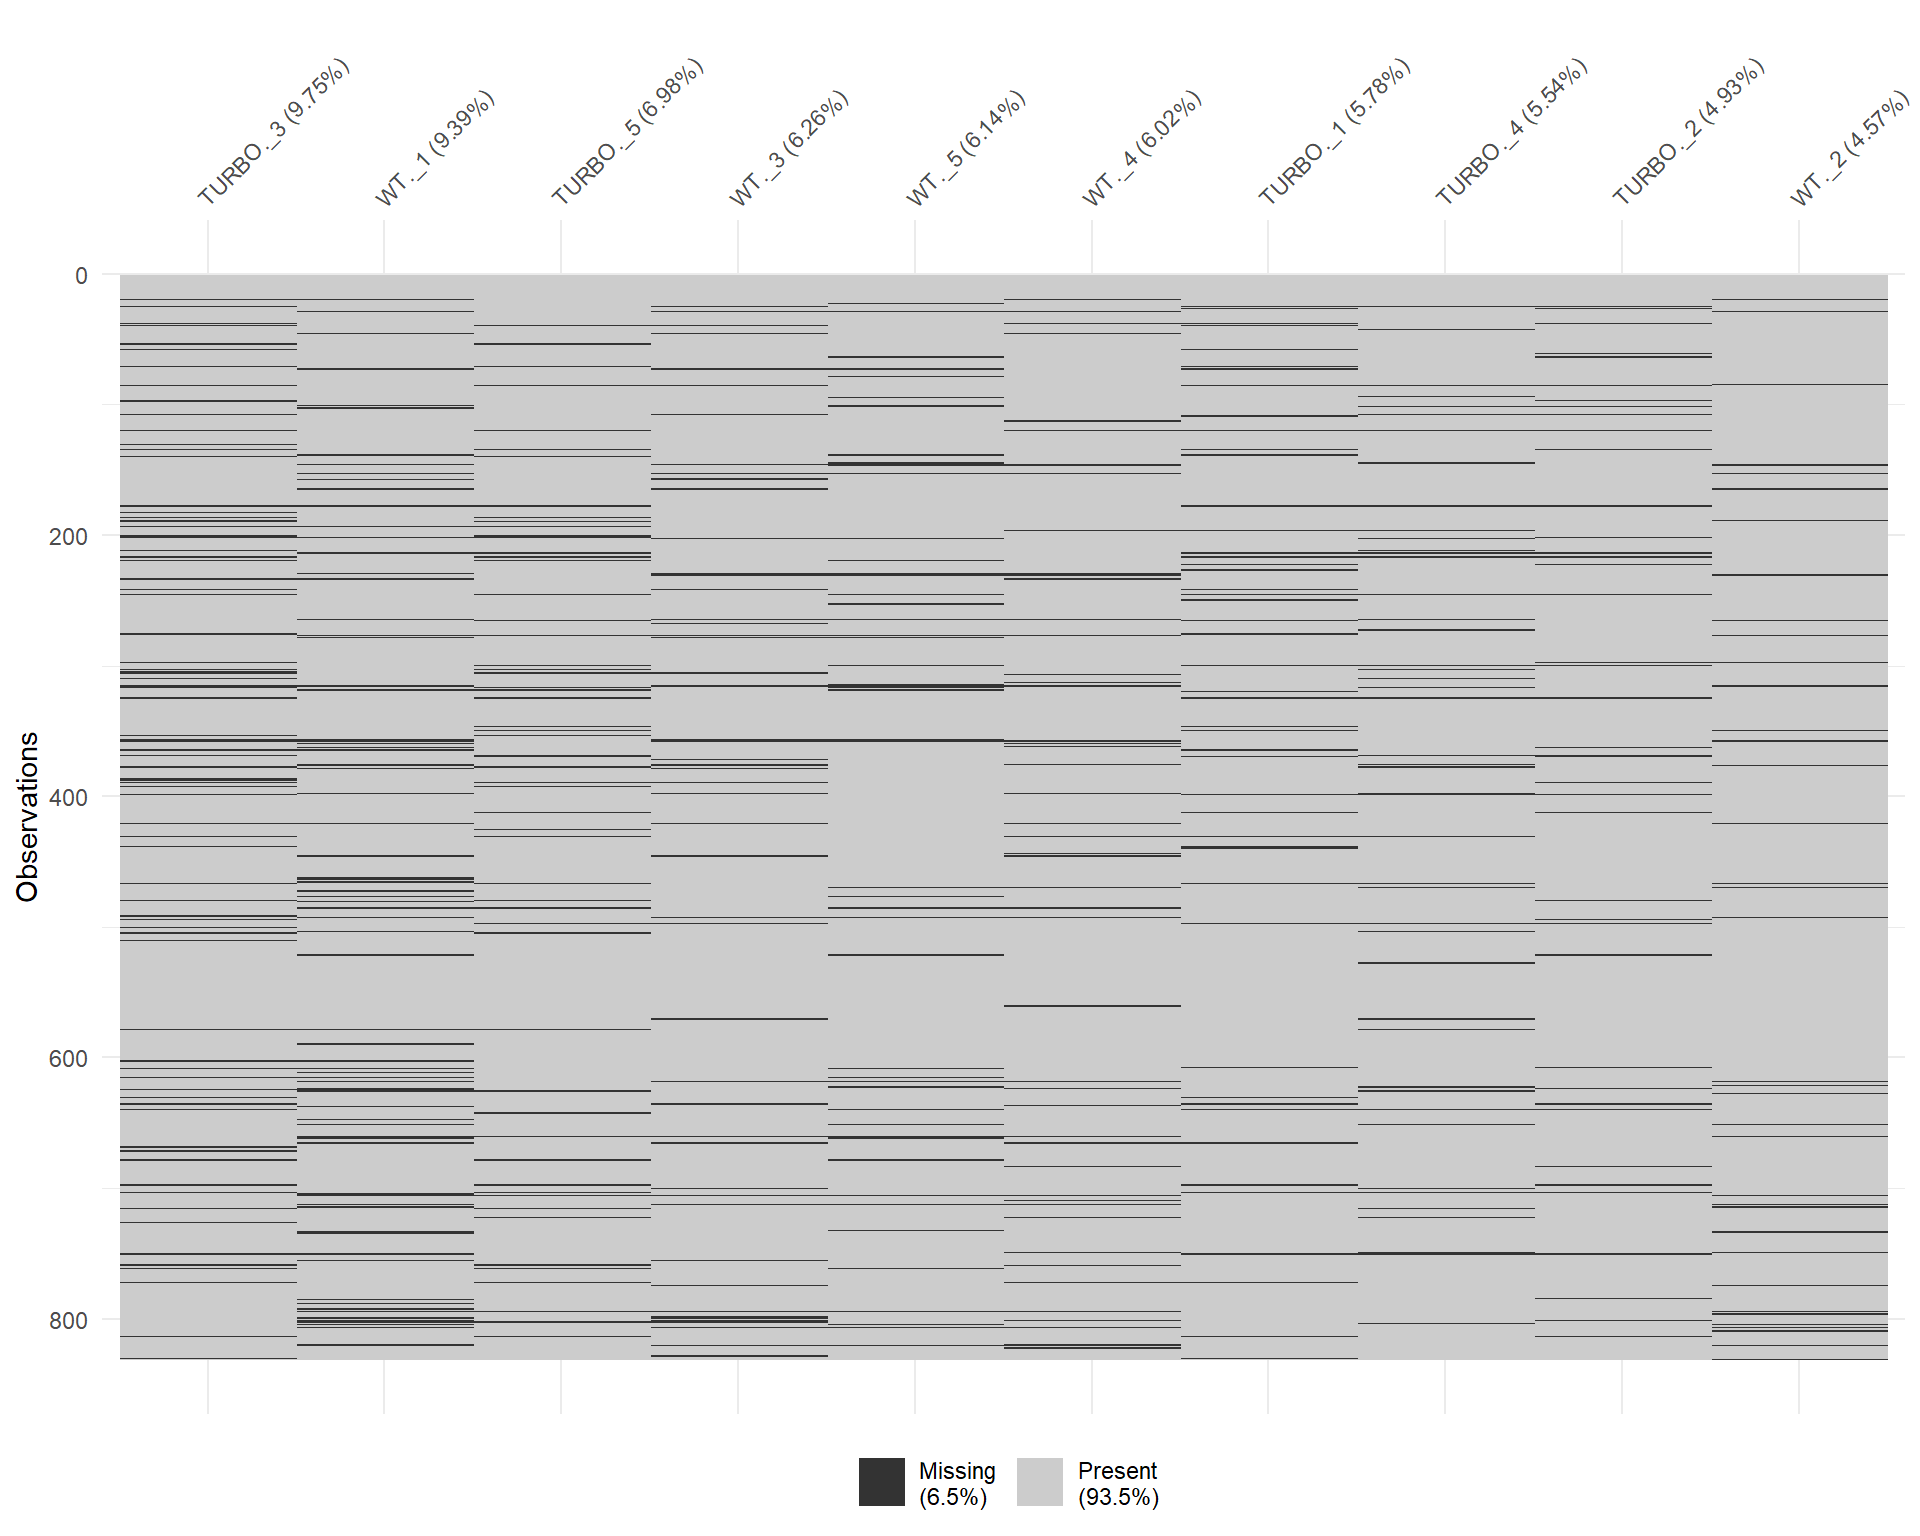 TURBO._3 (9.75%)
WT._1 (9.39%)
TURBO._5 (6.98%)
WT._3 (6.26%)
WT._5 (6.14%)
WT._4 (6.02%)
TURBO._1 (5.78%)
TURBO._4 (5.54%)
TURBO._2 (4.93%)
WT._2 (4.57%)
0
200
400
600
800
Observations
Missing
(6.5%)
Present
(93.5%)